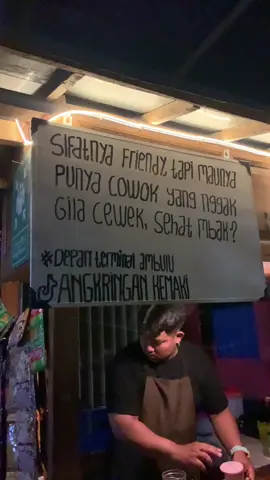 Sifatnya Friendly tapi maunya
Punya cowok yang nggak
Gila cewek, Sehat mbak?
*Depan terminal ambulu
ANGKRINGAN KEMAKI